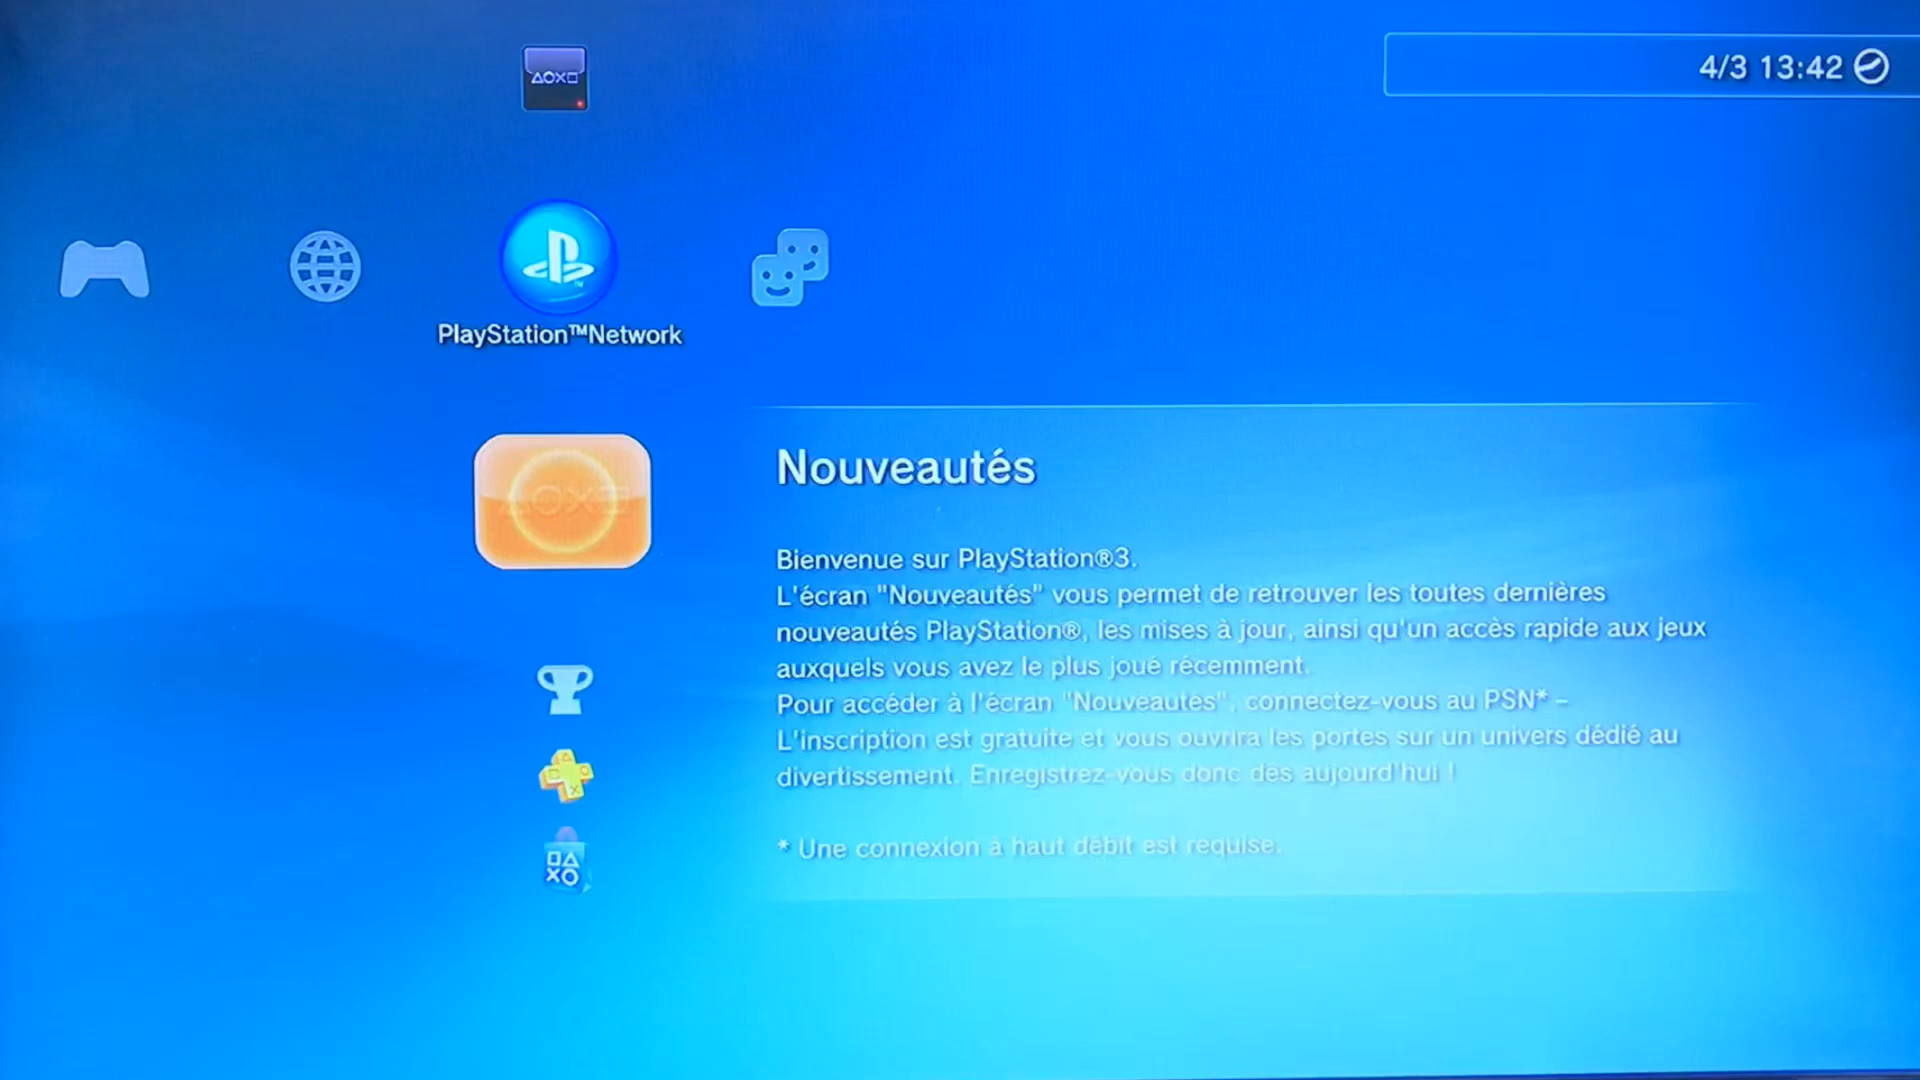 4/3 13:42
PlayStation™Network
Nouveautés
Bienvenue sur PlayStation®3.
L'écran "Nouveautés" vous permet de retrouver les toutes dernières
nouveautés PlayStation®, les mises à jour, ainsi qu'un accès rapide aux jeux
auxquels vous avez le plus joué récemment.
Pour accéder à l'écran "Nouveautés", connectez-vous au PSN* –
L'inscription est gratuite et vous ouvrira les portes sur un univers dédié au
divertissement. Enregistrez-vous donc dès aujourd'hui !
* Une connexion à haut débit est requise.